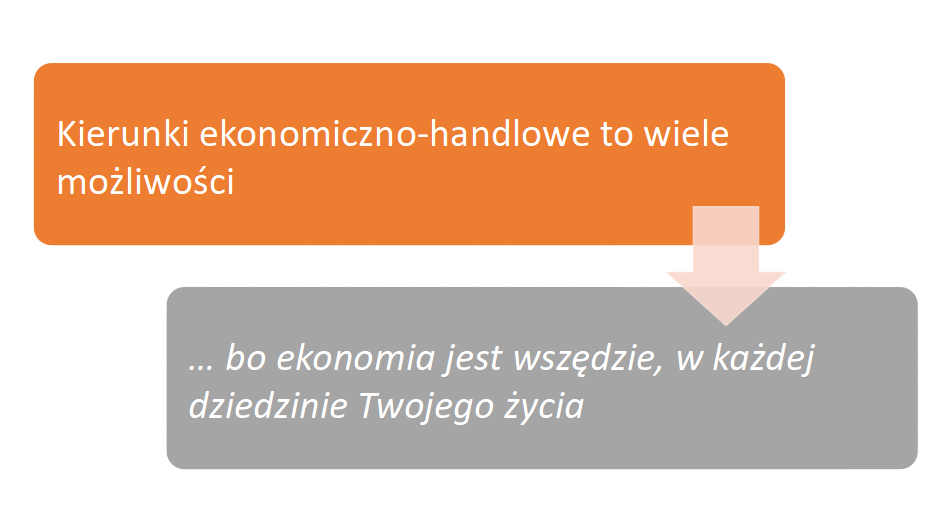 Kierunki ekonomiczno-handlowe to wiele
możliwości
... bo ekonomia jest wszędzie, w każdej
dziedzinie Twojego życia